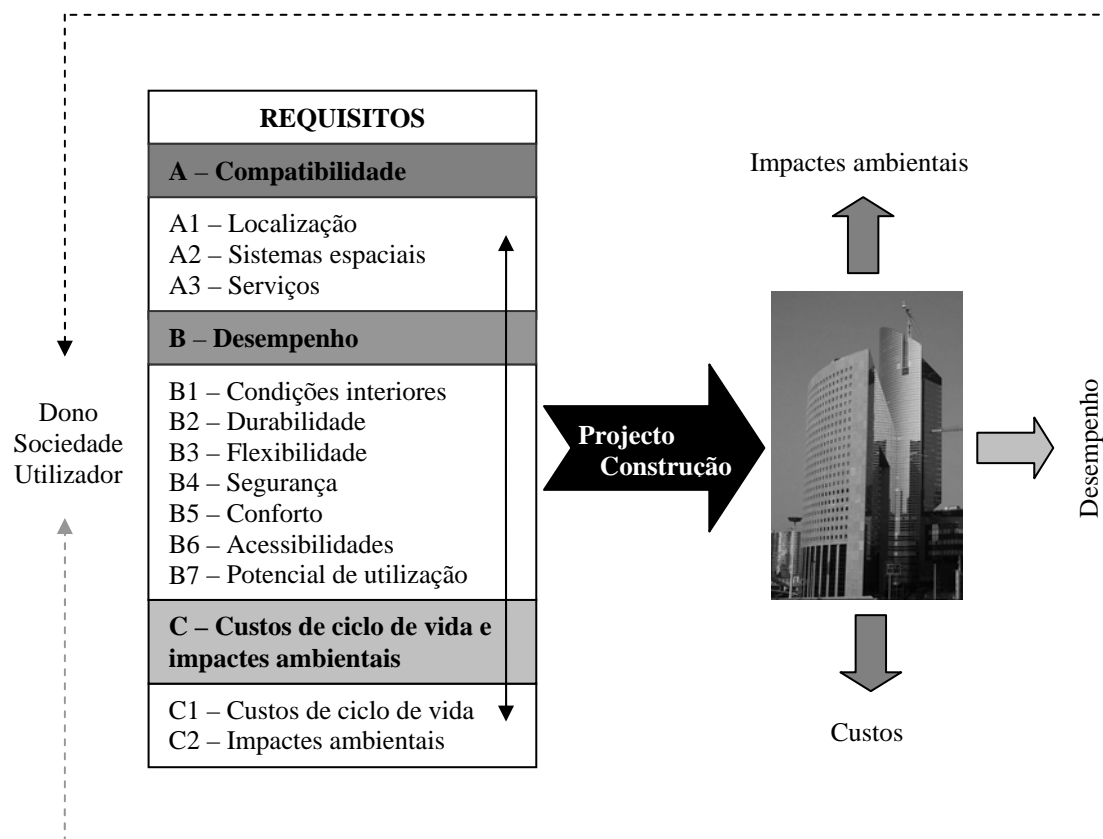 REQUISITOS
A – Compatibilidade
A1 – Localização
A2 – Sistemas espaciais
A3 – Serviços
B – Desempenho
B1 – Condições interiores
B2 – Durabilidade
B3 – Flexibilidade
B4 – Segurança
B5 – Conforto
B6 – Acessibilidades
B7 – Potencial de utilização
C – Custos de ciclo de vida e
impactes ambientais
C1 – Custos de ciclo de vida
C2 – Impactes ambientais
Dono
Sociedade
Utilizador
Projecto
Construção
Impactes ambientais
Desempenho
Custos